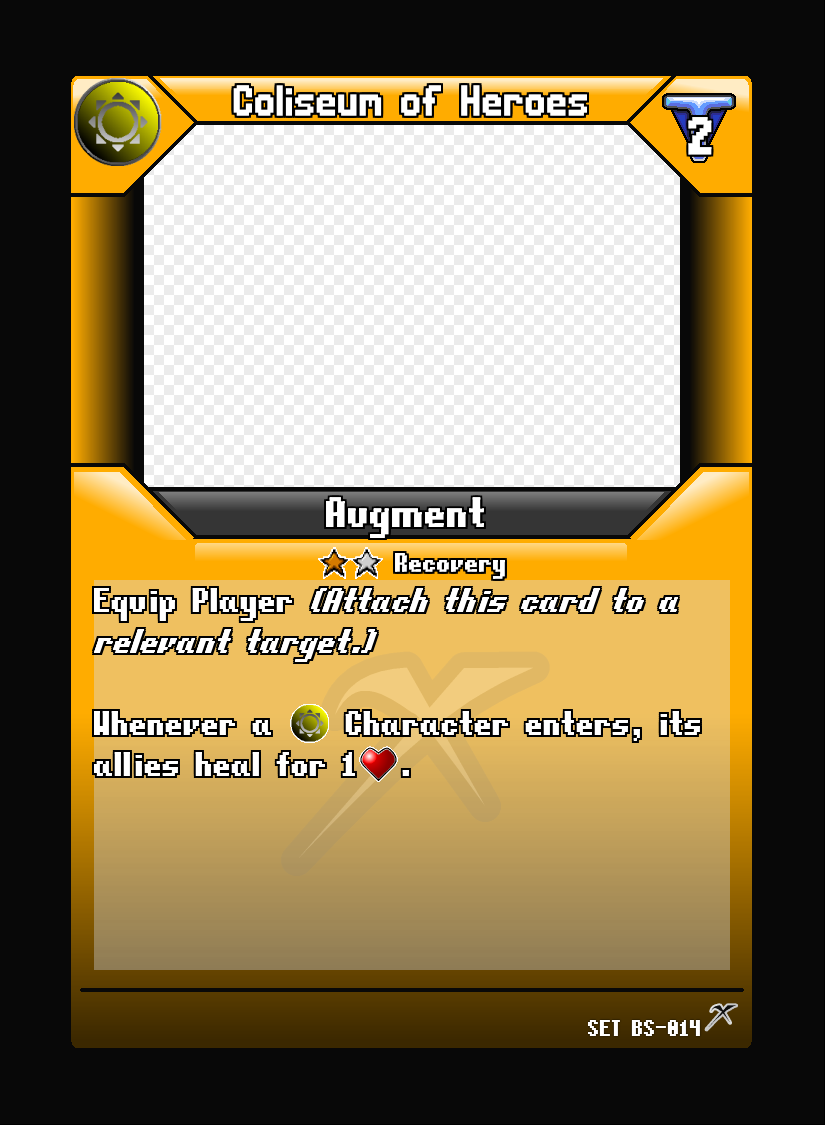 Coliseum of Heroes
2
Augment
Recovery
Equip Player (Attach this card to a
relevant target.)
Whenever a Character enters, its
allies heal for 1.
SET BS-014